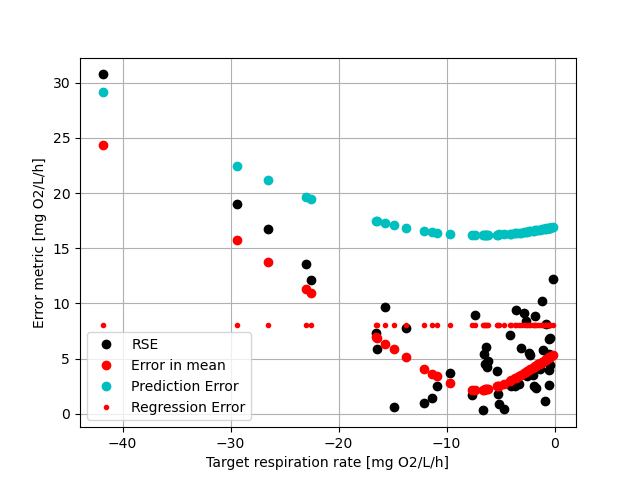 Error metric [mg O2/L/h]
30
25
20
15
10
5
0
RSE
Error in mean
Prediction Error
Regression Error
−40 −30 −20 −10 0
Target respiration rate [mg O2/L/h]